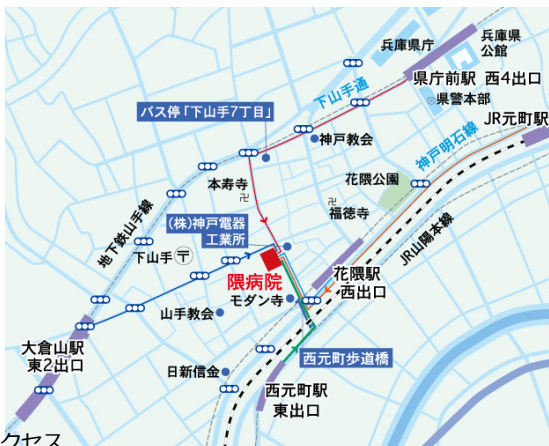 兵庫県庁
兵庫県
公館
県庁前駅 西4出口
下山手通
県警本部
JR元町駅
バス停「下山手7丁目」
神戸教会
神戸明石線
花隈公園
本寿寺
卍
卍
福徳寺
地下鉄山手線
(株)神戸電器
工業所
JR山陽本線
下山手〒
隈病院
花隈駅
西出口
モダン寺
山手教会
大倉山駅
東2出口
西元町歩道橋
日新信金
西元町駅
東出口
クセス